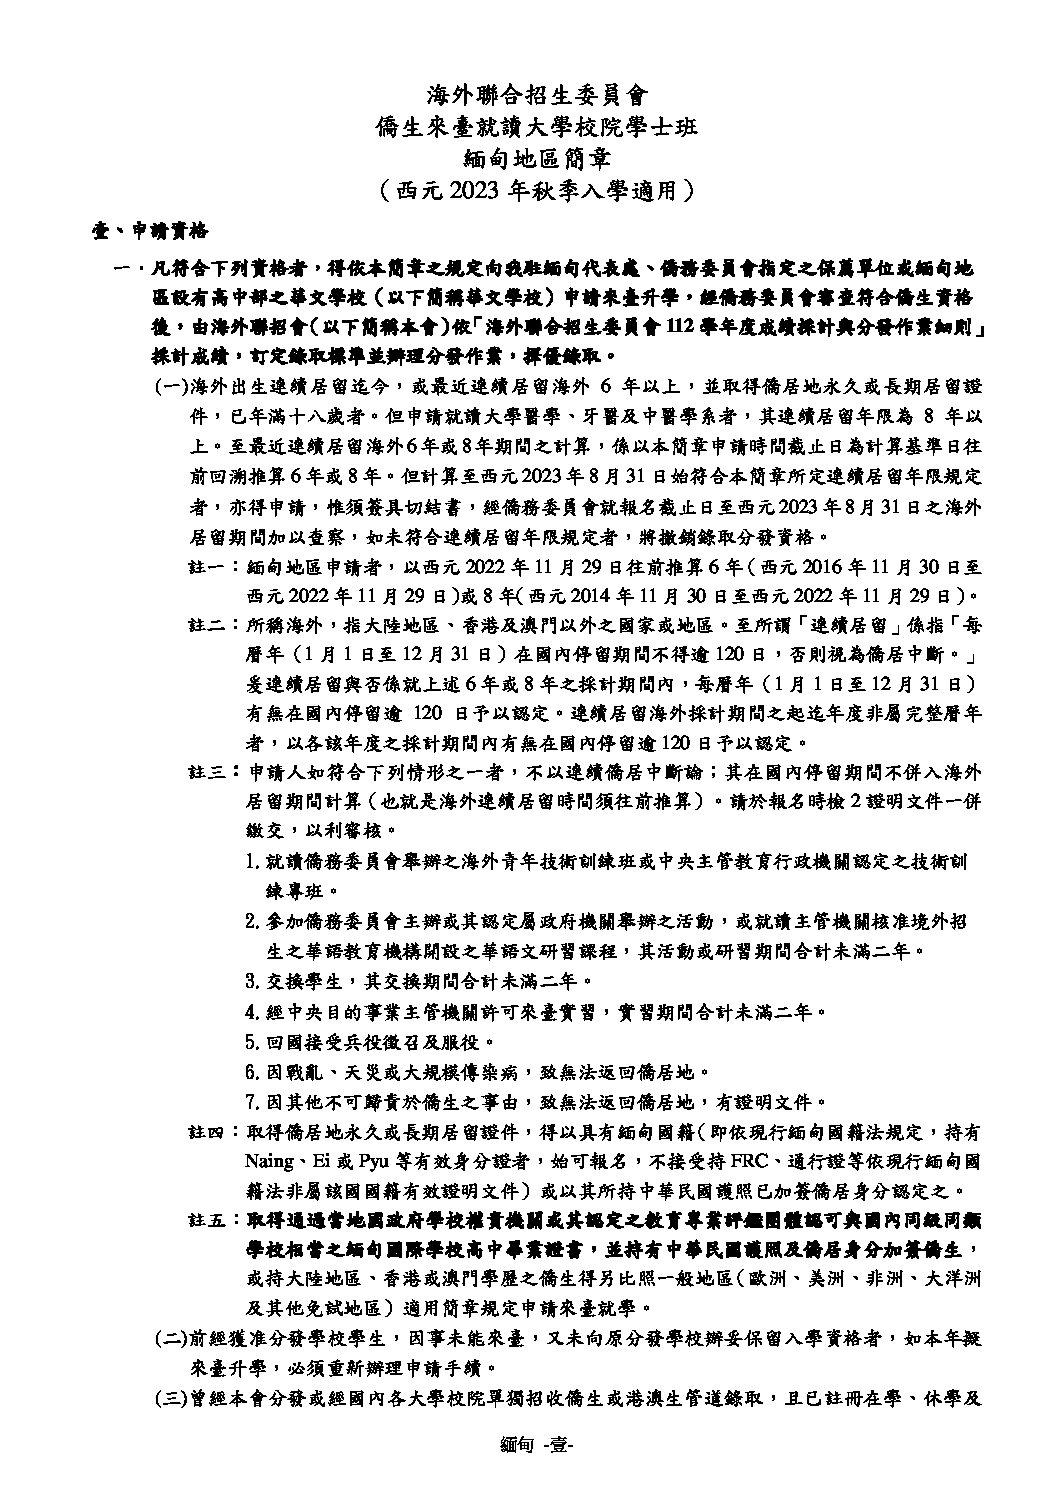 海外聯合招生委員會
僑生來臺就讀大學校院學士班
緬甸地區簡章
（西元 2023 年秋季入學適用）
壹、申請資格
一．凡符合下列資格者，得依本簡章之規定向我駐緬甸代表處、僑務委員會指定之保薦單位或緬甸地
區設有高中部之華文學校（以下簡稱華文學校）申請來臺升學，經僑務委員會審查符合僑生資格
後，由海外聯招會（以下簡稱本會）依「海外聯合招生委員會 112 學年度成績採計與分發作業細則」
採計成績，訂定錄取標準並辦理分發作業，擇優錄取。
(一)海外出生連續居留迄今，或最近連續居留海外 6 年以上，並取得僑居地永久或長期居留證
件，已年滿十八歲者。但申請就讀大學醫學、牙醫及中醫學系者，其連續居留年限為 8 年以
上。至最近連續居留海外6年或8年期間之計算，係以本簡章申請時間截止日為計算基準日往
前回溯推算 6 年或 8 年。但計算至西元2023年 8 月 31 日始符合本簡章所定連續居留年限規定
者，亦得申請，惟須簽具切結書，經僑務委員會就報名截止日至西元2023年8月31日之海外
居留期間加以查察，如未符合連續居留年限規定者，將撤銷錄取分發資格。
註一：緬甸地區申請者，以西元 2022 年 11 月 29 日往前推算 6 年（西元 2016 年 11 月 30 日至
西元 2022 年 11 月 29 日)或 8 年(西元 2014 年 11 月 30 日至西元 2022 年 11 月 29 日)。
註二：所稱海外，指大陸地區、香港及澳門以外之國家或地區。至所謂「連續居留」係指「每
曆年（1 月 1 日至 12 月 31 日）在國內停留期間不得逾120 日，否則視為僑居中斷。」
爰連續居留與否係就上述 6 年或 8 年之採計期間內，每曆年（1 月 1 日至 12 月 31 日）
有無在國內停留逾 120 日予以認定。連續居留海外採計期間之起迄年度非屬完整曆年
者，以各該年度之採計期間內有無在國內停留逾120 日予以認定。
註三：申請人如符合下列情形之一者，不以連續僑居中斷論；其在國內停留期間不併入海外
居留期間計算（也就是海外連續居留時間須往前推算）。請於報名時檢 2 證明文件一併
繳交，以利審核。
1. 就讀僑務委員會舉辦之海外青年技術訓練班或中央主管教育行政機關認定之技術訓
練專班。
2. 參加僑務委員會主辦或其認定屬政府機關舉辦之活動，或就讀主管機關核准境外招
生之華語教育機構開設之華語文研習課程，其活動或研習期間合計未滿二年。
3. 交換學生，其交換期間合計未滿二年。
4. 經中央目的事業主管機關許可來臺實習，實習期間合計未滿二年。
5. 回國接受兵役徵召及服役。
6. 因戰亂、天災或大規模傳染病，致無法返回僑居地。
7. 因其他不可歸責於僑生之事由，致無法返回僑居地，有證明文件。
註四：取得僑居地永久或長期居留證件，得以具有緬甸國籍（即依現行緬甸國籍法規定，持有
Naing、Ei 或 Pyu 等有效身分證者，始可報名，不接受持 FRC、通行證等依現行緬甸國
籍法非屬該國國籍有效證明文件）或以其所持中華民國護照已加簽僑居身分認定之。
註五：取得通過當地國政府學校權責機關或其認定之教育專業評鑑團體認可與國內同級同類
學校相當之緬甸國際學校高中畢業證書，並持有中華民國護照及僑居身分加簽僑生，
或持大陸地區、香港或澳門學歷之僑生得另比照一般地區（歐洲、美洲、非洲、大洋洲
及其他免試地區）適用簡章規定申請來臺就學。
(二)前經獲准分發學校學生，因事未能來臺，又未向原分發學校辦妥保留入學資格者，如本年擬
來臺升學，必須重新辦理申請手續。
(三)曾經本會分發或經國內各大學校院單獨招收僑生或港澳生管道錄取，且已註冊在學、休學及
緬甸 -壹-